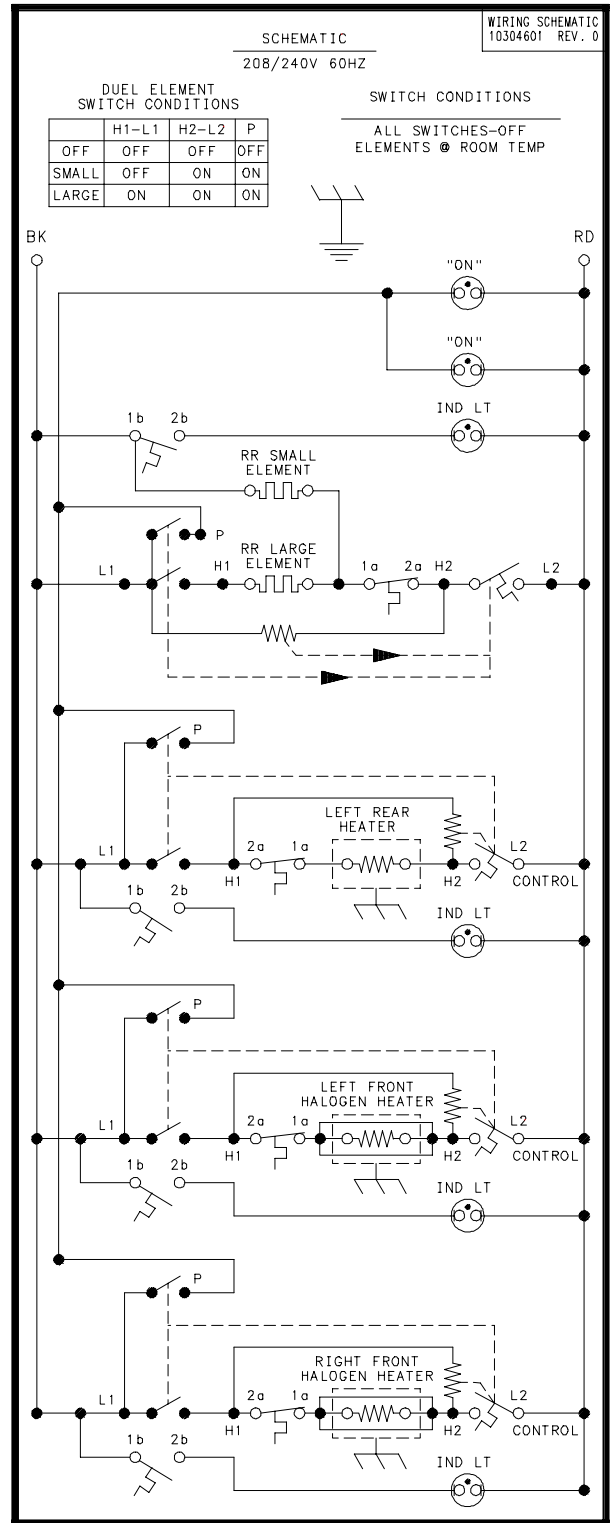 WIRING SCHEMATIC
10304601 REV. 0
SCHEMATIC
208/240V 60HZ
DUEL ELEMENT
SWITCH CONDITIONS
H1-L1 H2-L2 P
OFF OFF OFF OFF
SMALL OFF ON ON
LARGE ON ON ON
SWITCH CONDITIONS
ALL SWITCHES-OFF
ELEMENTS @ ROOM TEMP
BK RD
"ON"
"ON"
1b 2b IND LT
RR SMALL
ELEMENT
P
RR LARGE
ELEMENT
L1 H1 1a 2a H2 L2
P
LEFT REAR
HEATER
L1 2a 1a L2
H1 H2 CONTROL
1b 2b IND LT
P
LEFT FRONT
HALOGEN HEATER
L1 2a 1a L2
H1 H2 CONTROL
1b 2b IND LT
P
RIGHT FRONT
HALOGEN HEATER
L1 2a 1a L2
H1 H2 CONTROL
1b 2b IND LT